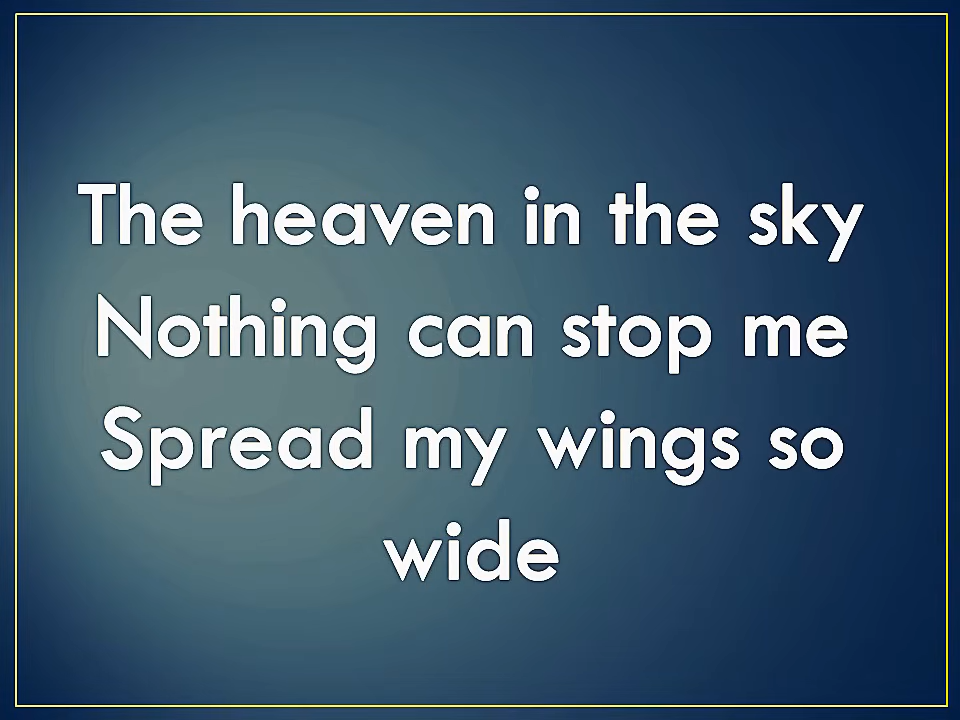 The heaven in the sky
Nothing can stop me
Spread my wings so
wide